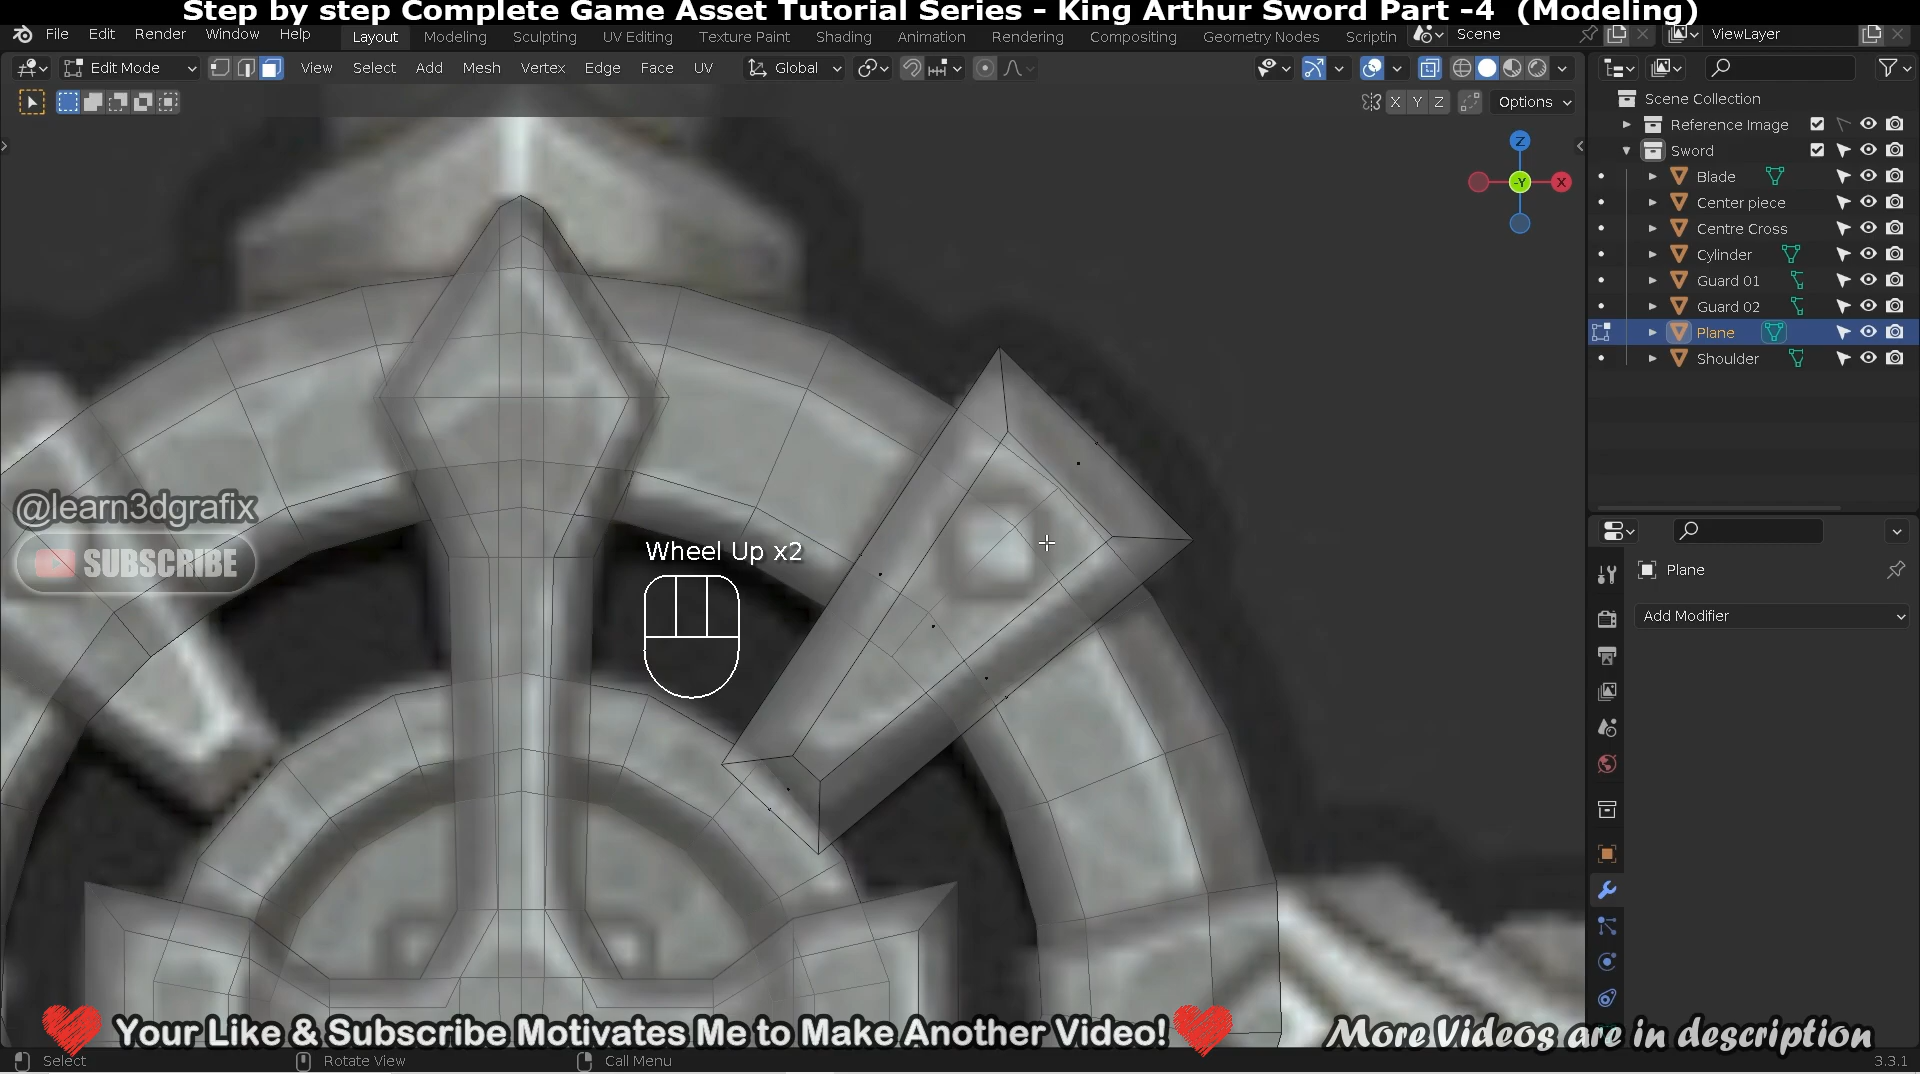 Step by step Complete Game Asset Tutorial Series - King Arthur Sword Part -4 (Modeling)
File Edit Render Window Help Layout Modeling Sculpting UV Editing Texture Paint Shading Animation Rendering Compositing Geometry Nodes Scriptin Scene ViewLayer
Edit Mode View Select Add Mesh Vertex Edge Face UV Global
X Y Z Options
Scene Collection
Reference Image
Sword
Blade
Center piece
Centre Cross
Cylinder
Guard 01
Guard 02
Plane
Shoulder
Z
-Y X
@learn3dgrafix
SUBSCRIBE
Wheel Up x2
Plane
Add Modifier
Your Like & Subscribe Motivates Me to Make Another Video!
More Videos are in description
Select Rotate View Call Menu 3.3.1